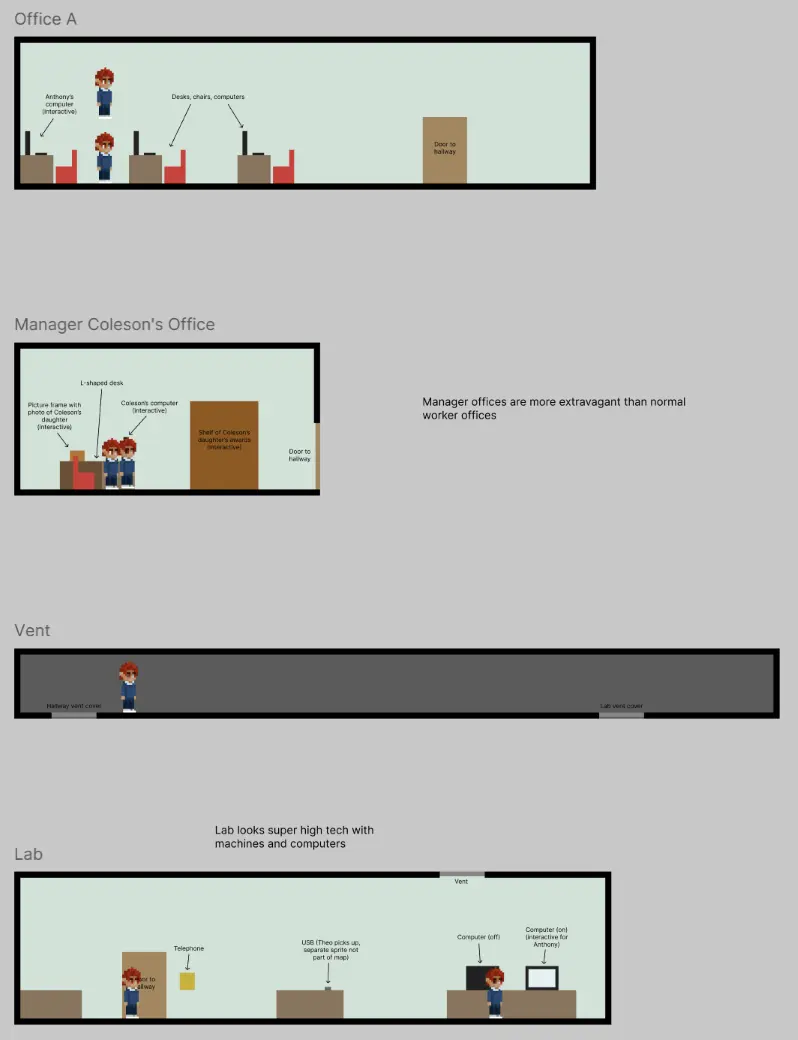 Office A
Anthony's
computer
(interactive)
Desks, chairs, computers
Door to
hallway
Manager Coleson's Office
L-shaped desk
Picture frame with
photo of Coleson's
daughter
(interactive)
Coleson's computer
(interactive)
Shelf of Coleson's
daughter's awards
(interactive)
Door to
hallway
Manager offices are more extravagant than normal
worker offices
Vent
Hallway vent cover
Lab vent cover
Lab looks super high tech with
machines and computers
Lab
Vent
Telephone
hallway
USB (Theo picks up,
separate sprite not
part of map)
Computer (off)
Computer (on)
(interactive for
Anthony)